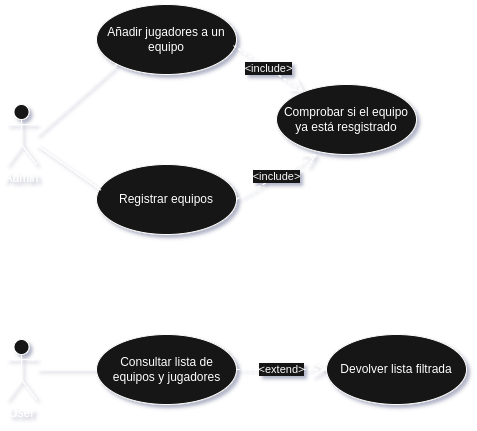 Añadir jugadores a un
equipo
<include>
Comprobar si el equipo
ya está resgistrado
Admin
<include>
Registrar equipos
User
Consultar lista de
equipos y jugadores
<extend>
Devolver lista filtrada